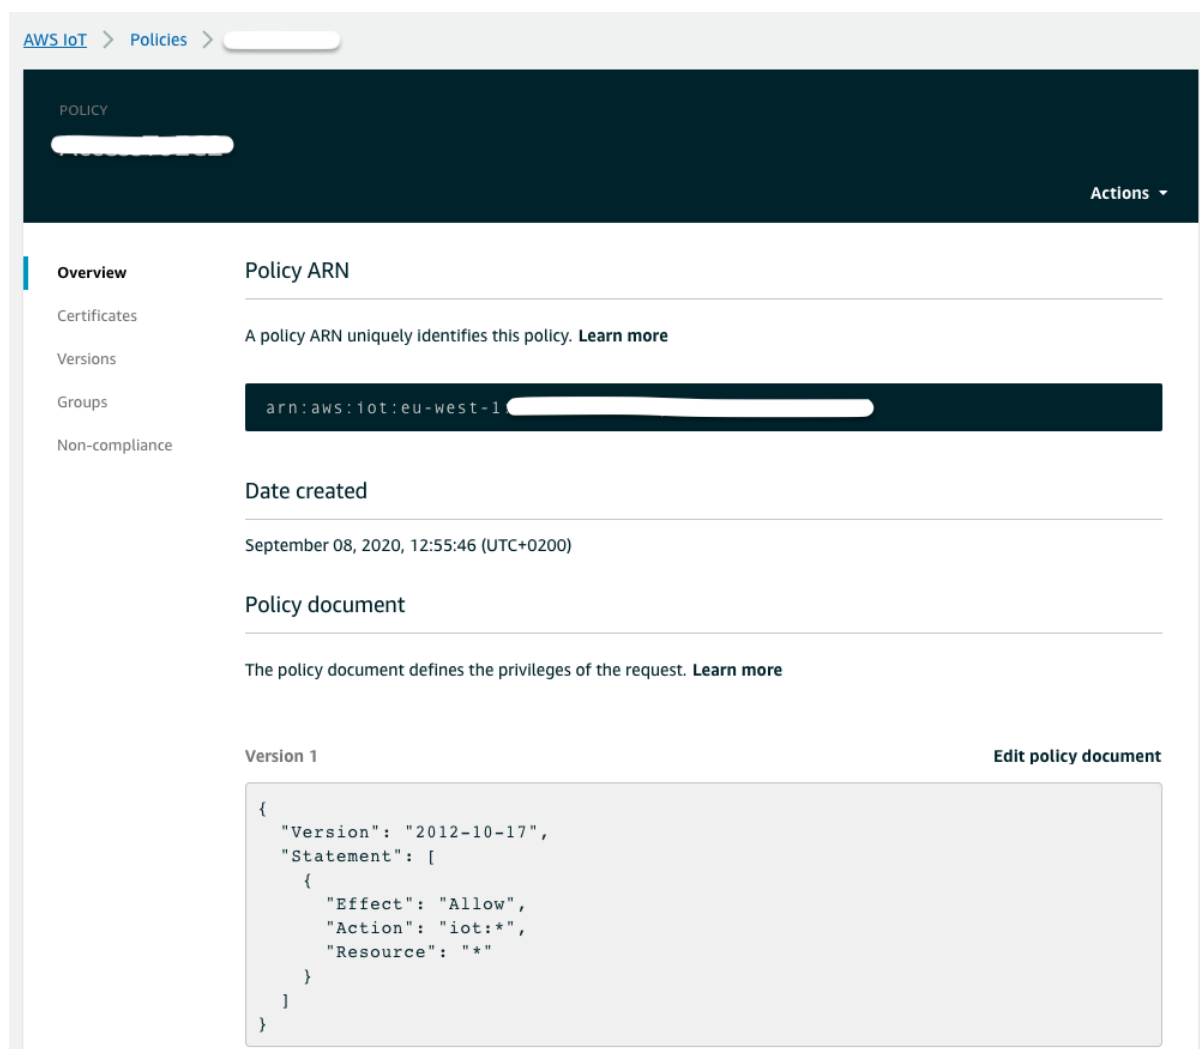 AWS IoT > Policies >
POLICY
Actions
Overview
Certificates
Versions
Groups
Non-compliance
Policy ARN
A policy ARN uniquely identifies this policy. Learn more
arn:aws:iot:eu-west-1
Date created
September 08, 2020, 12:55:46 (UTC+0200)
Policy document
The policy document defines the privileges of the request. Learn more
Version 1
Edit policy document
{
  "Version": "2012-10-17",
  "Statement": [
    {
      "Effect": "Allow",
      "Action": "iot:*",
      "Resource": "*"
    }
  ]
}